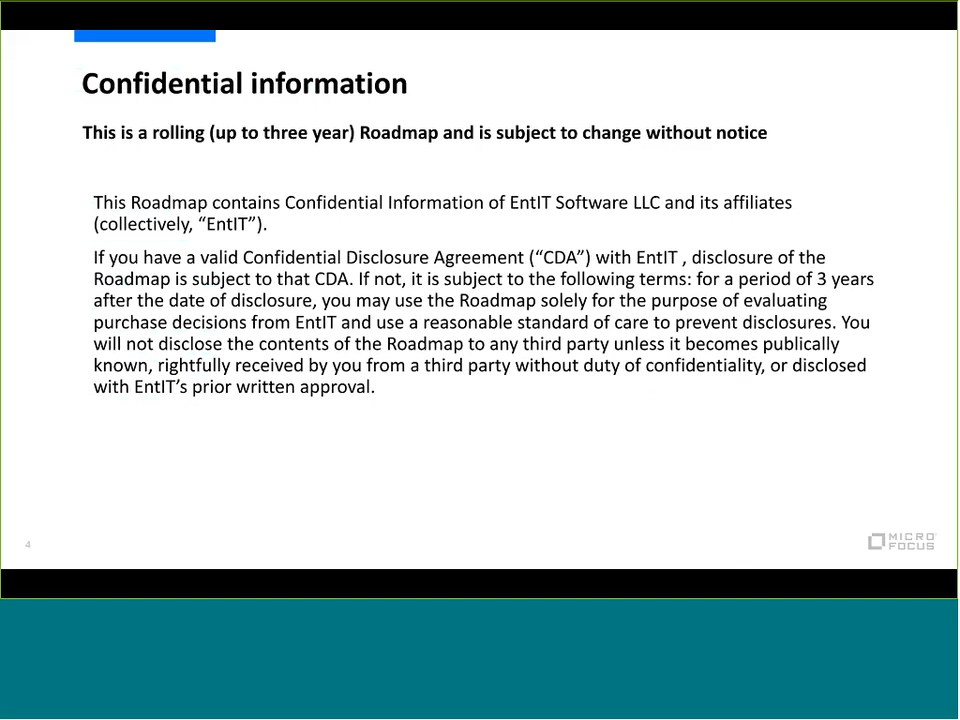 Confidential information
This is a rolling (up to three year) Roadmap and is subject to change without notice
This Roadmap contains Confidential Information of EntIT Software LLC and its affiliates
(collectively, “EntIT”).
If you have a valid Confidential Disclosure Agreement (“CDA”) with EntIT , disclosure of the
Roadmap is subject to that CDA. If not, it is subject to the following terms: for a period of 3 years
after the date of disclosure, you may use the Roadmap solely for the purpose of evaluating
purchase decisions from EntIT and use a reasonable standard of care to prevent disclosures. You
will not disclose the contents of the Roadmap to any third party unless it becomes publically
known, rightfully received by you from a third party without duty of confidentiality, or disclosed
with EntIT’s prior written approval.
4
MICRO
FOCUS